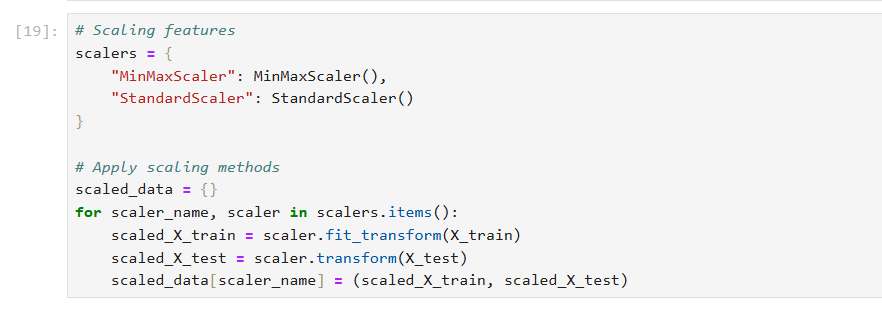 [19]: # Scaling features
scalers = {
    "MinMaxScaler": MinMaxScaler(),
    "StandardScaler": StandardScaler()
}
# Apply scaling methods
scaled_data = {}
for scaler_name, scaler in scalers.items():
    scaled_X_train = scaler.fit_transform(X_train)
    scaled_X_test = scaler.transform(X_test)
    scaled_data[scaler_name] = (scaled_X_train, scaled_X_test)